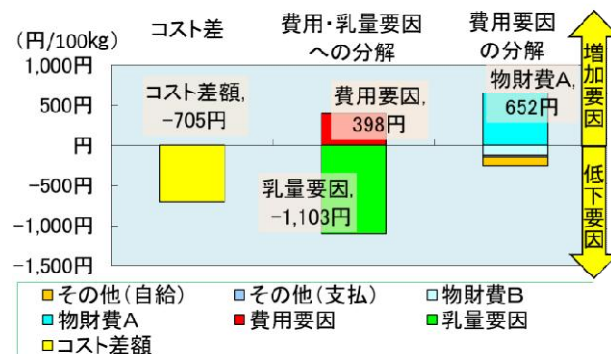 (円/100kg)
コスト差
費用・乳量要因
への分解
費用要因
の分解
1,000円
500円
円
-500円
-1,000円
-1,500円
コスト差額,
-705円
費用要因,
398円
乳量要因,
-1,103円
物財費A,
652円
増加要因
低下要因
その他(自給)
その他(支払)
物財費B
物財費A
費用要因
乳量要因
コスト差額